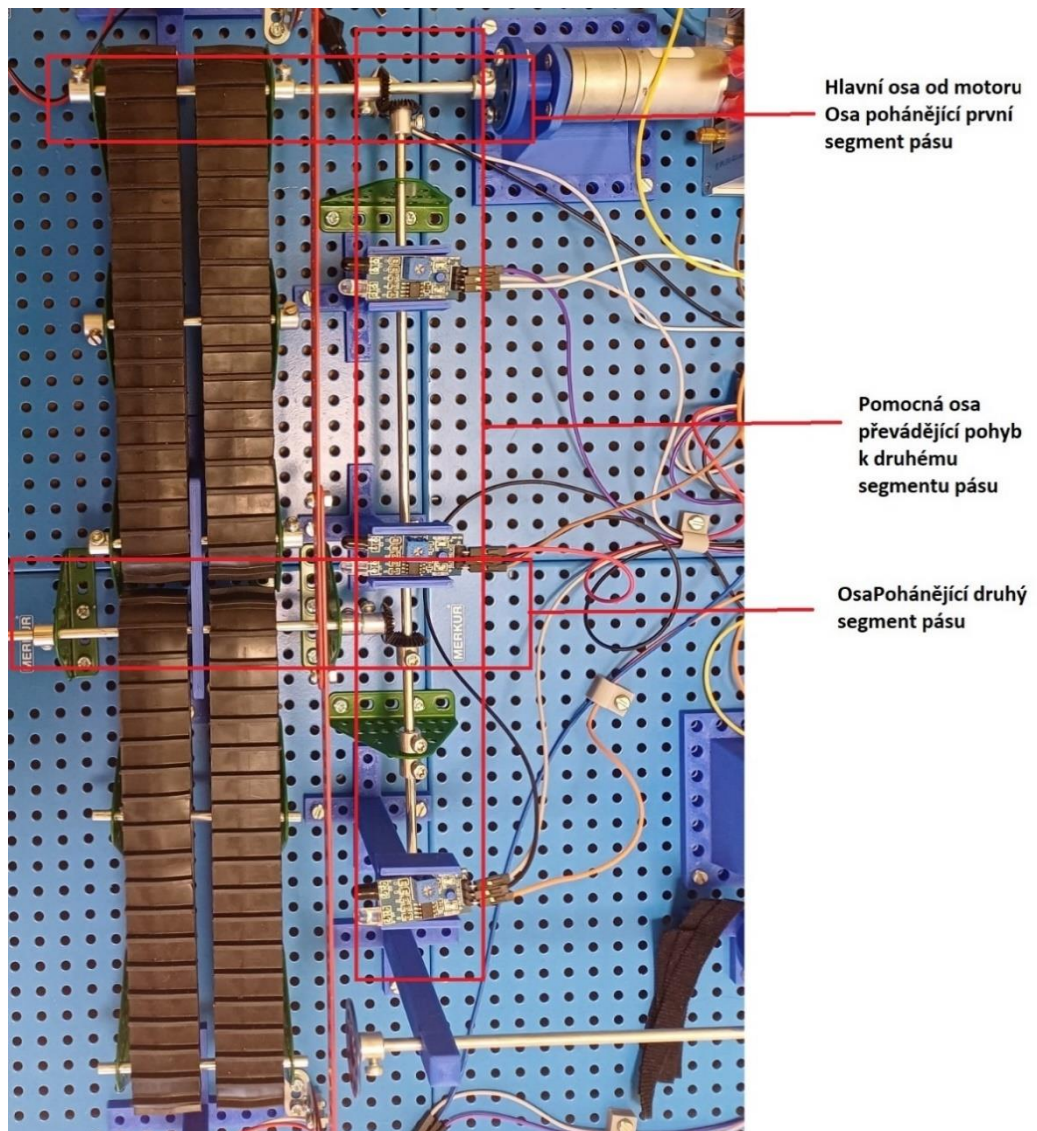 Hlavní osa od motoru
Osa pohánějící první
segment pásu
Pomocná osa
převádějící pohyb
k druhému
segmentu pásu
OsaPohánějící druhý
segment pásu
MERKUR
MERKUR